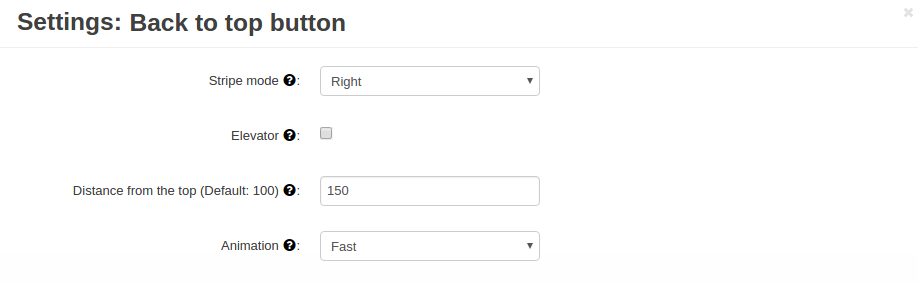 Settings: Back to top button
Stripe mode ?: Right
Elevator ?:
Distance from the top (Default: 100) ?: 150
Animation ?: Fast